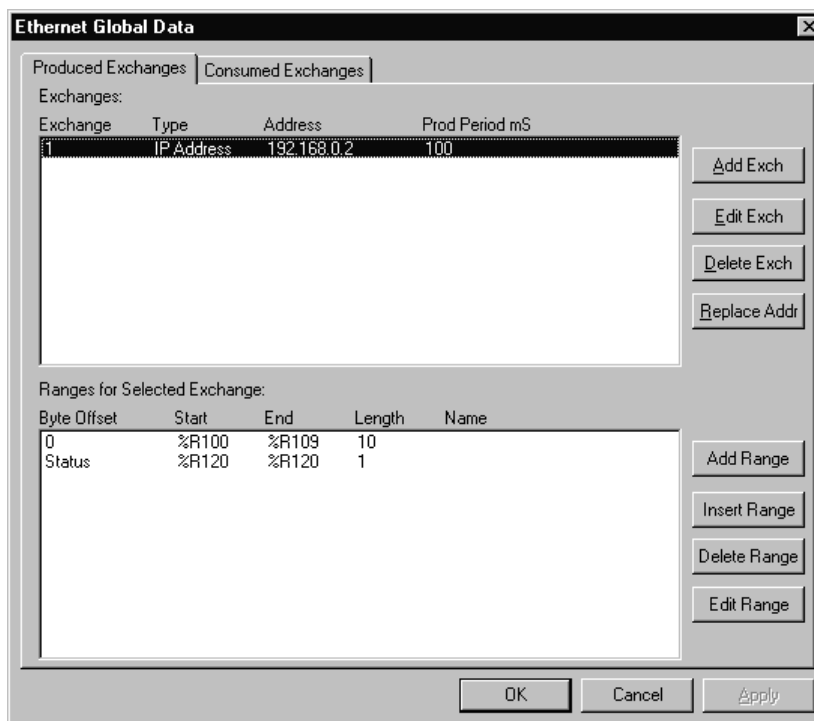 Ethernet Global Data
Produced Exchanges Consumed Exchanges
Exchanges:
Exchange Type Address Prod Period mS
1 IP Address 192.168.0.2 100
Add Exch
Edit Exch
Delete Exch
Replace Addr
Ranges for Selected Exchange:
Byte Offset Start End Length Name
0 %R100 %R109 10
Status %R120 %R120 1
Add Range
Insert Range
Delete Range
Edit Range
OK Cancel Apply